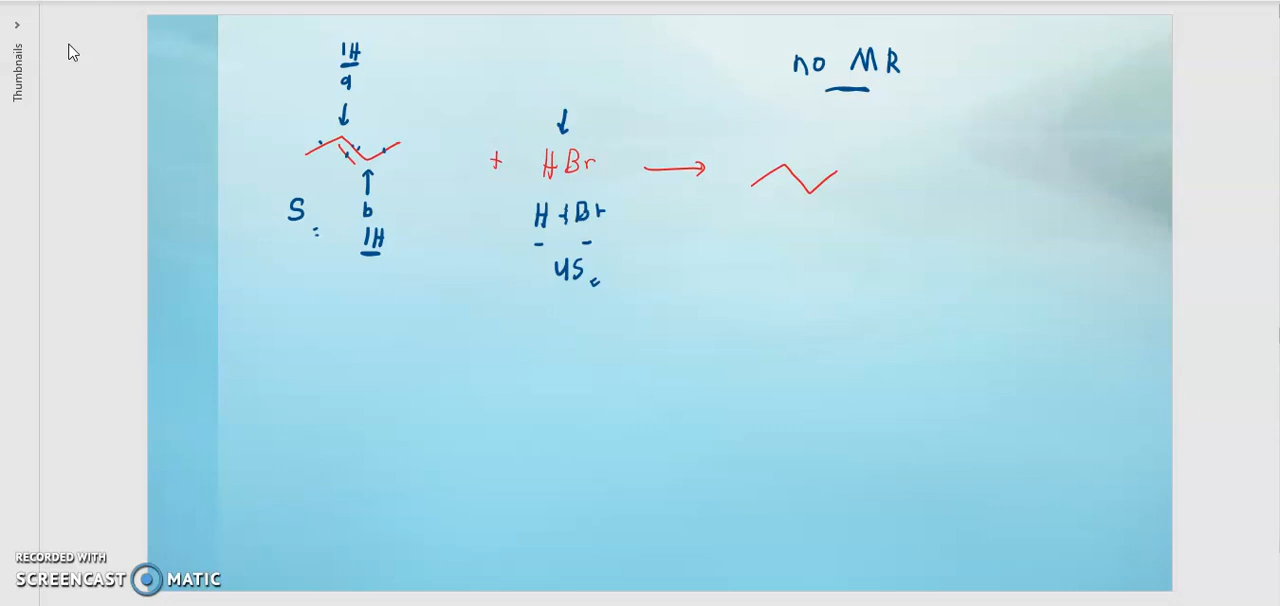 Thumbnails
1H
a
no MR
+ HBr
S
b
1H
H + Br
US
RECORDED WITH
SCREENCAST MATIC